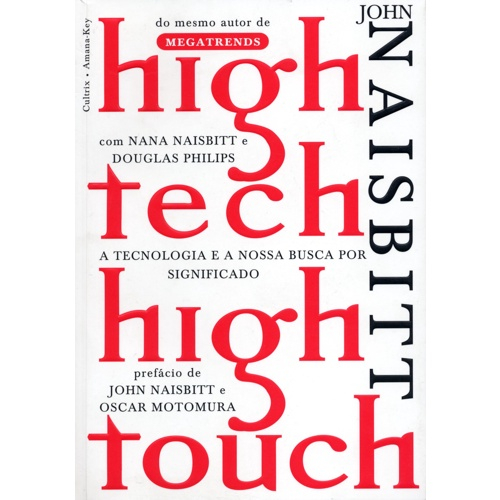 do mesmo autor de
MEGATRENDS
JOHN
NAISBITT
Cultrix • Amana-Key
high
com NANA NAISBITT e
DOUGLAS PHILIPS
tech
A TECNOLOGIA E A NOSSA BUSCA POR
SIGNIFICADO
high
prefácio de
JOHN NAISBITT e
OSCAR MOTOMURA
touch